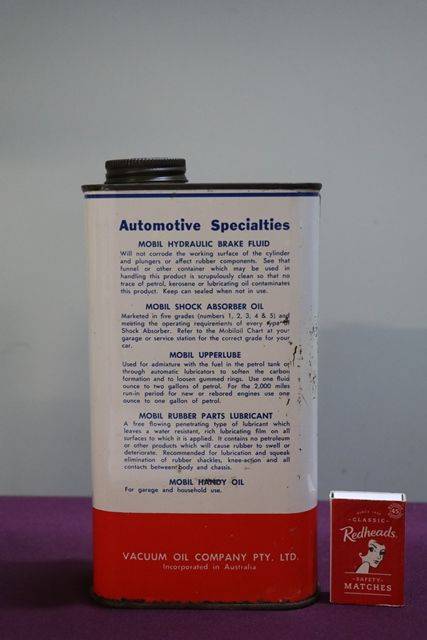 Automotive Specialties
MOBIL HYDRAULIC BRAKE FLUID
Will not corrode the working surface of the cylinder
and plungers or affect rubber components. See that
funnel or other container which may be used in
handling this product is scrupulously clean so that no
trace of petrol, kerosene or lubricating oil contaminates
this product. Keep can sealed when not in use.
MOBIL SHOCK ABSORBER OIL
Marketed in five grades (numbers 1, 2, 3, 4 & 5) and
meeting the operating requirements of every type of
Shock Absorber. Refer to the Mobiloil Chart at your
garage or service station for the correct grade for your
car.
MOBIL UPPERLUBE
Used for admixture with the fuel in the petrol tank or
through automatic lubricators to soften the carbon
formation and to loosen gummed rings. Use one fluid
ounce to two gallons of petrol. For the 2,000 miles
run-in period for new or rebored engines use one
ounce to one gallon of petrol.
MOBIL RUBBER PARTS LUBRICANT
A free flowing penetrating type of lubricant which
leaves a water resistant, rich lubricating film on all
surfaces to which it is applied. It contains no petroleum
or other products which will cause rubber to swell or
deteriorate. Recommended for lubrication and squeak
elimination of rubber shackles, knee-action and all
contacts between body and chassis.
MOBIL HANDY OIL
For garage and household use.
VACUUM OIL COMPANY PTY. LTD.
Incorporated in Australia
CLASSIC
Redheads
SAFETY
MATCHES
45